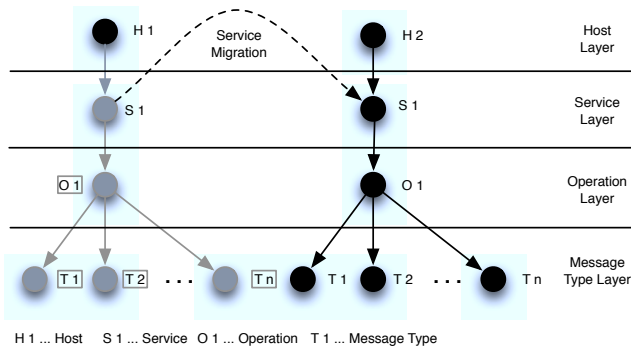 H 1
Service
Migration
H 2
Host
Layer
S 1
S 1
Service
Layer
O 1
O 1
Operation
Layer
T 1
T 2
. . .
T n
T 1
T 2
. . .
T n
Message
Type Layer
H 1 ... Host S 1 ... Service O 1 ... Operation T 1 ... Message Type